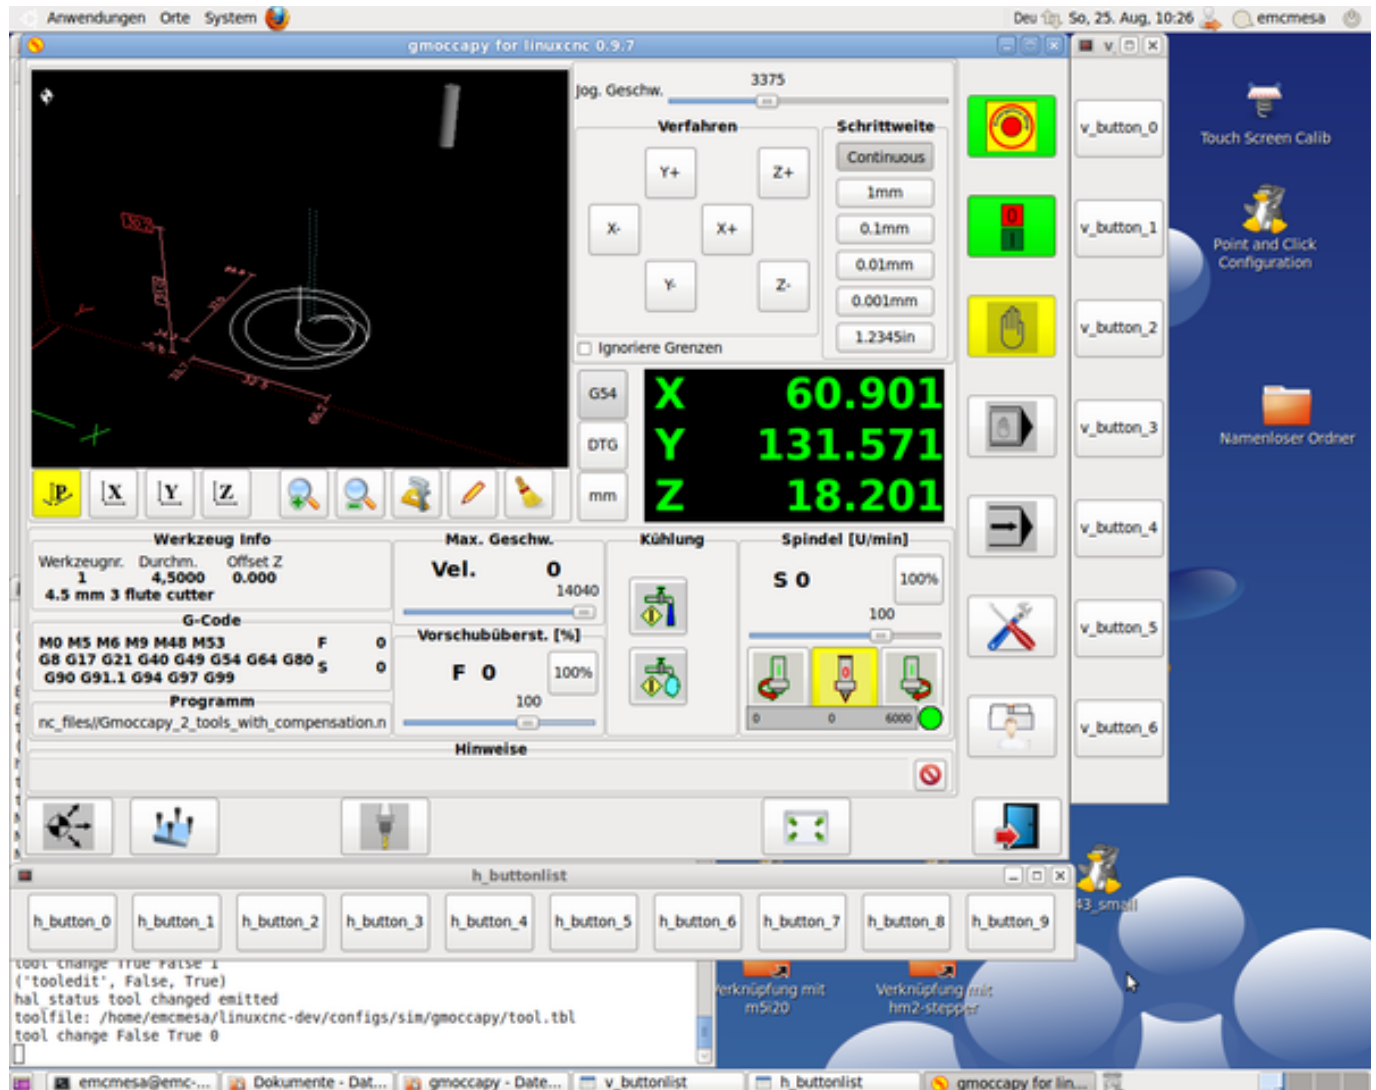 Anwendungen Orte System
Deu So, 25. Aug, 10:26 emcmesa
gmoccapy for linuxcnc 0.9.7
v
Jog. Geschw. 3375
Verfahren
Schrittweite
Continuous
Y+ Z+
1mm
X- X+
0.1mm
0.01mm
Y- Z-
0.001mm
1.2345in
Ignoriere Grenzen
G54 X 60.901
DTG Y 131.571
mm Z 18.201
P X Y Z
Werkzeug Info
Werkzeugnr. Durchm. Offset Z
1 4,5000 0.000
4.5 mm 3 flute cutter
G-Code
M0 M5 M6 M9 M48 M53 F 0
G8 G17 G21 G40 G49 G54 G64 G80 S 0
G90 G91.1 G94 G97 G99
Programm
nc_files//Gmoccapy_2_tools_with_compensation.n
Max. Geschw.
Vel. 0
14040
Vorschubüberst. [%]
F 0 100%
100
Kühlung
Spindel [U/min]
S 0 100%
100
0 0 6000
Hinweise
v_button_0
v_button_1
v_button_2
v_button_3
v_button_4
v_button_5
v_button_6
Touch Screen Calib
Point and Click
Configuration
Namenloser Ordner
43_small
h_buttonlist
h_button_0 h_button_1 h_button_2 h_button_3 h_button_4 h_button_5 h_button_6 h_button_7 h_button_8 h_button_9
tool change True False 1
('tooledit', False, True)
hal status tool changed emitted
toolfile: /home/emcmesa/linuxcnc-dev/configs/sim/gmoccapy/tool.tbl
tool change False True 0
Verknüpfung mit
m5i20
Verknüpfung mit
hm2-stepper
emcmesa@emc-... Dokumente - Dat... gmoccapy - Date... v_buttonlist h_buttonlist gmoccapy for lin...